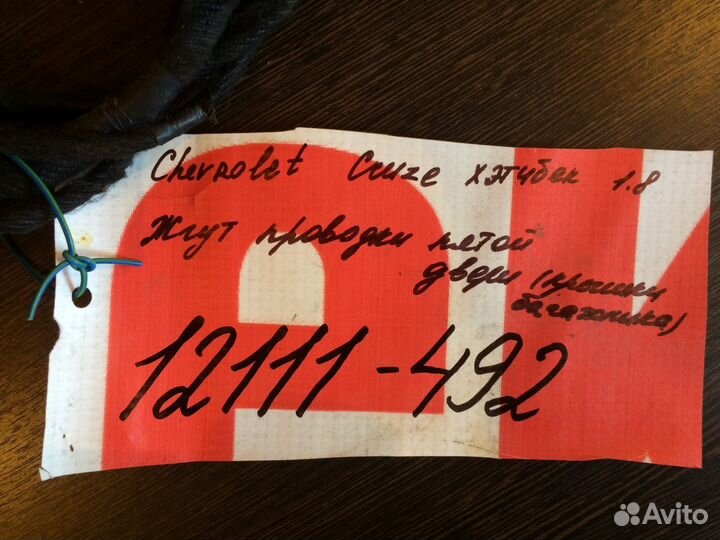 Chevrolet Cruze хэтчбек 1.8
Жгут проводки пятой
двери (крышки
багажника)
12111-492
Avito